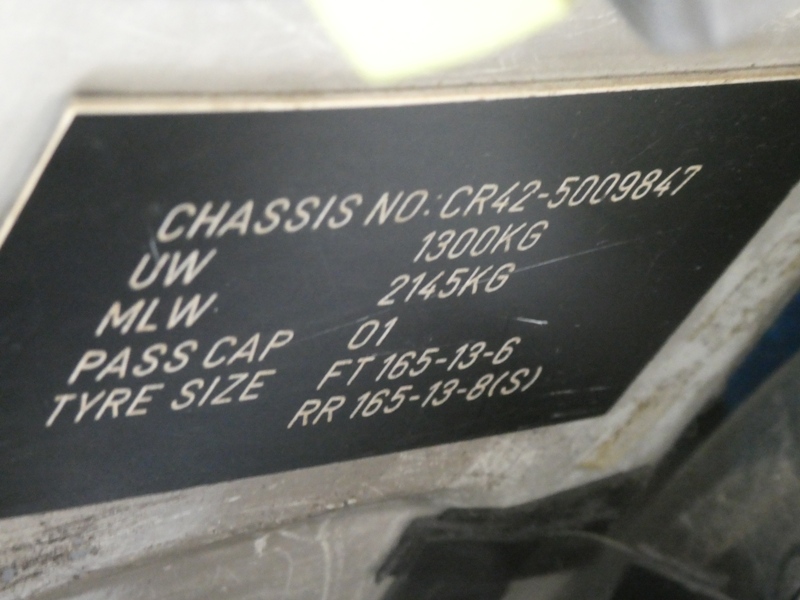 CHASSIS NO.: CR42-5009847
UW 1300KG
MLW 2145KG
PASS CAP 01
TYRE SIZE FT 165-13-6
RR 165-13-8(S)